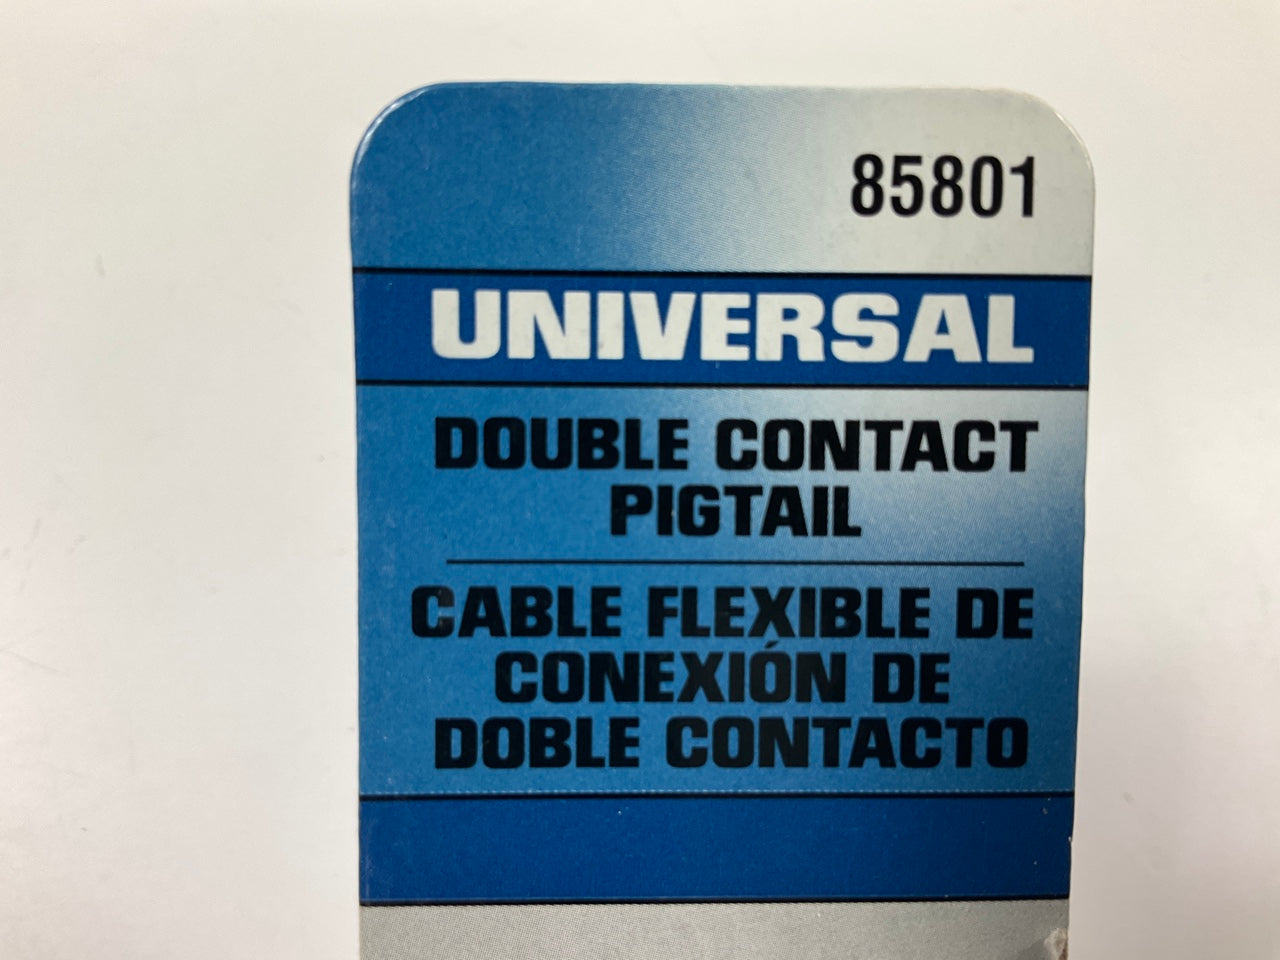 85801
UNIVERSAL
DOUBLE CONTACT
PIGTAIL
CABLE FLEXIBLE DE
CONEXIÓN DE
DOBLE CONTACTO